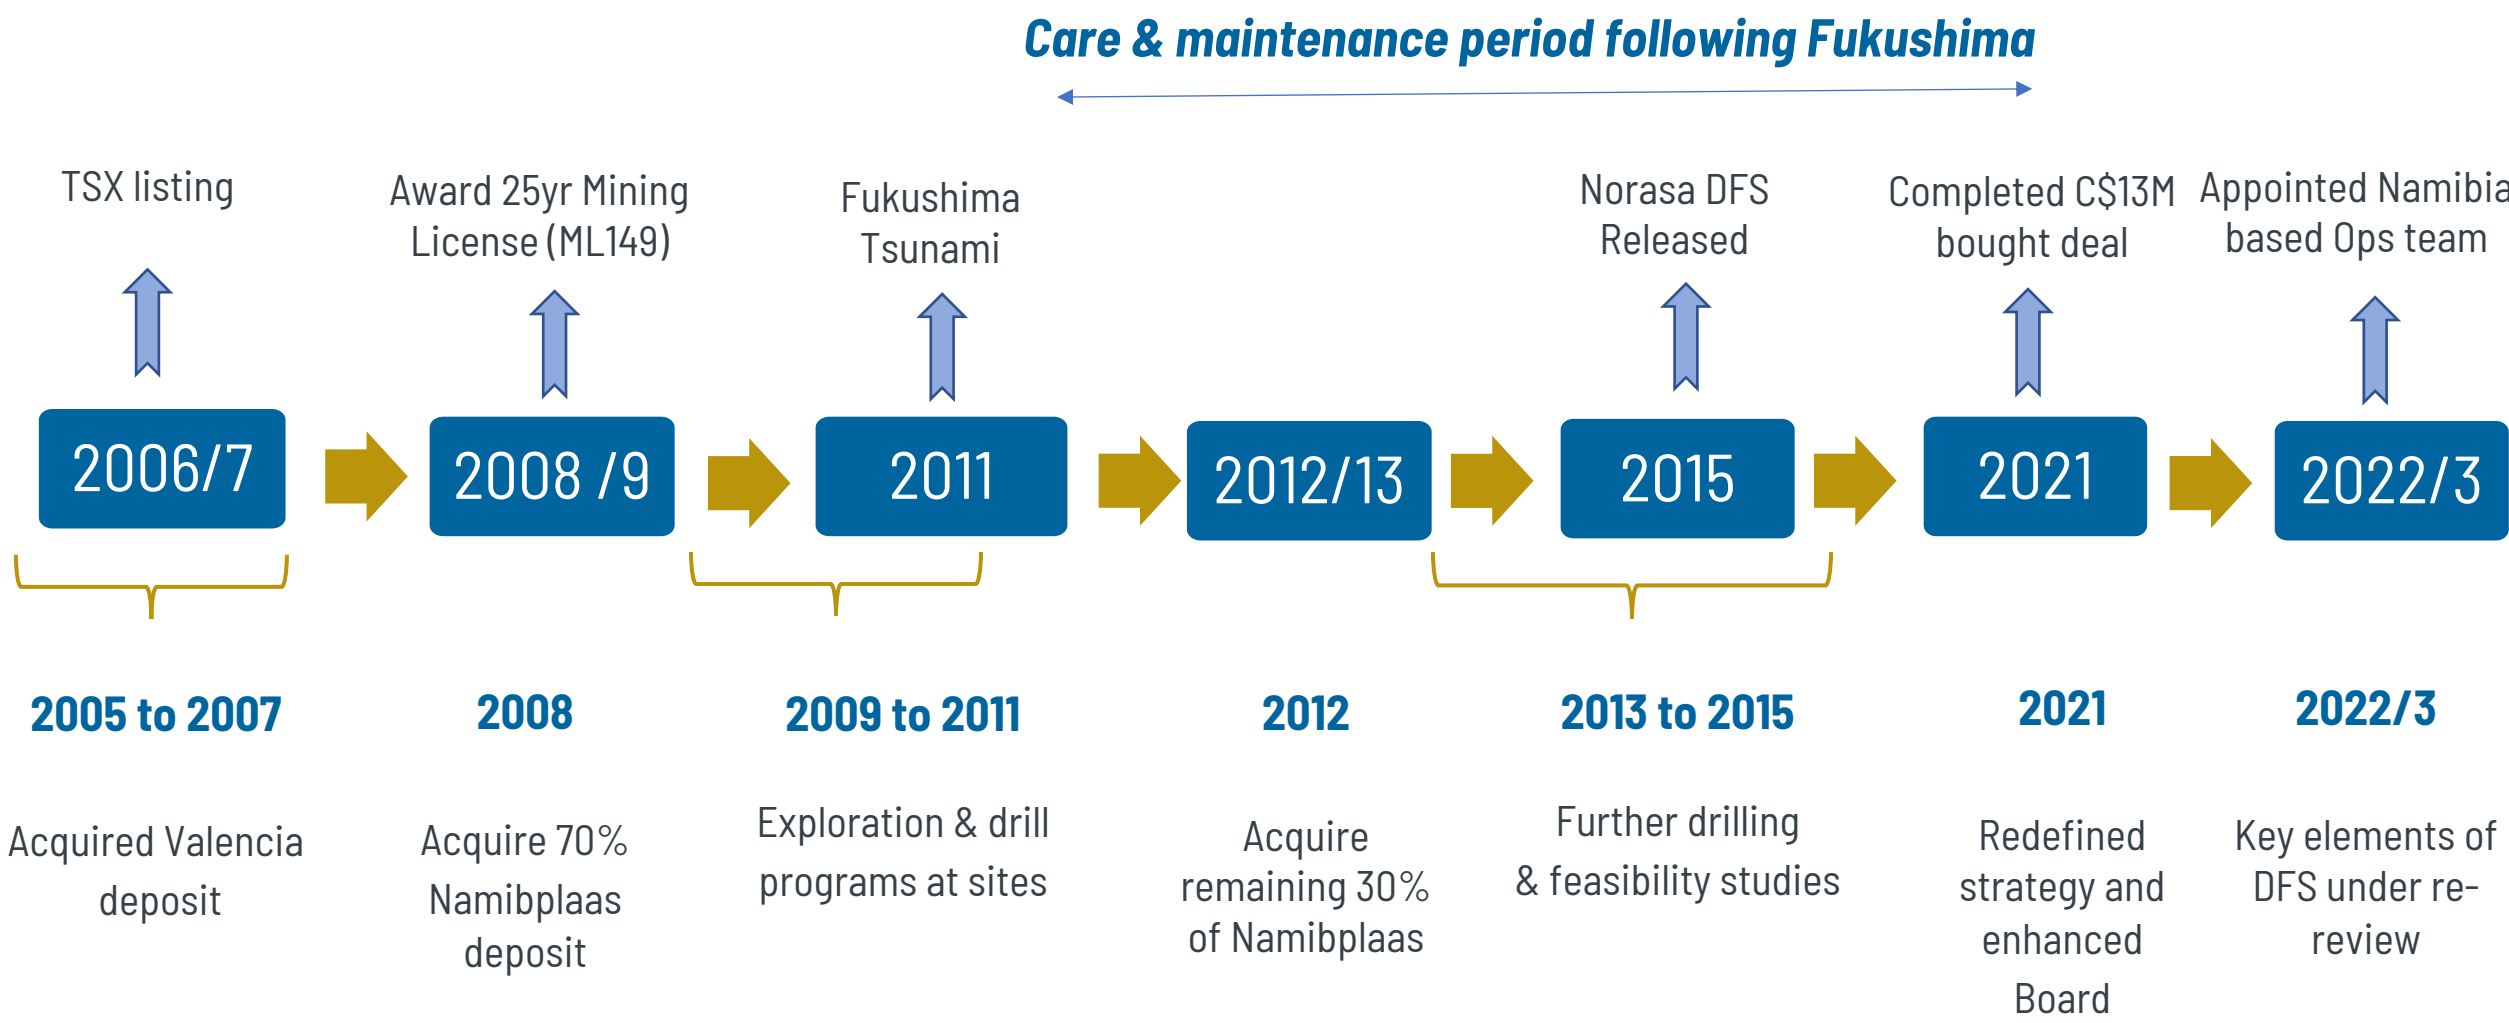 Care & maintenance period following Fukushima
TSX listing
Award 25yr Mining
License (ML149)
Fukushima
Tsunami
Norasa DFS
Released
Completed C$13M
bought deal
Appointed Namibia
based Ops team
2006/7
2008 /9
2011
2012/13
2015
2021
2022/3
2005 to 2007
2008
2009 to 2011
2012
2013 to 2015
2021
2022/3
Acquired Valencia
deposit
Acquire 70%
Namibplaas
deposit
Exploration & drill
programs at sites
Acquire
remaining 30%
of Namibplaas
Further drilling
& feasibility studies
Redefined
strategy and
enhanced
Board
Key elements of
DFS under re-
review